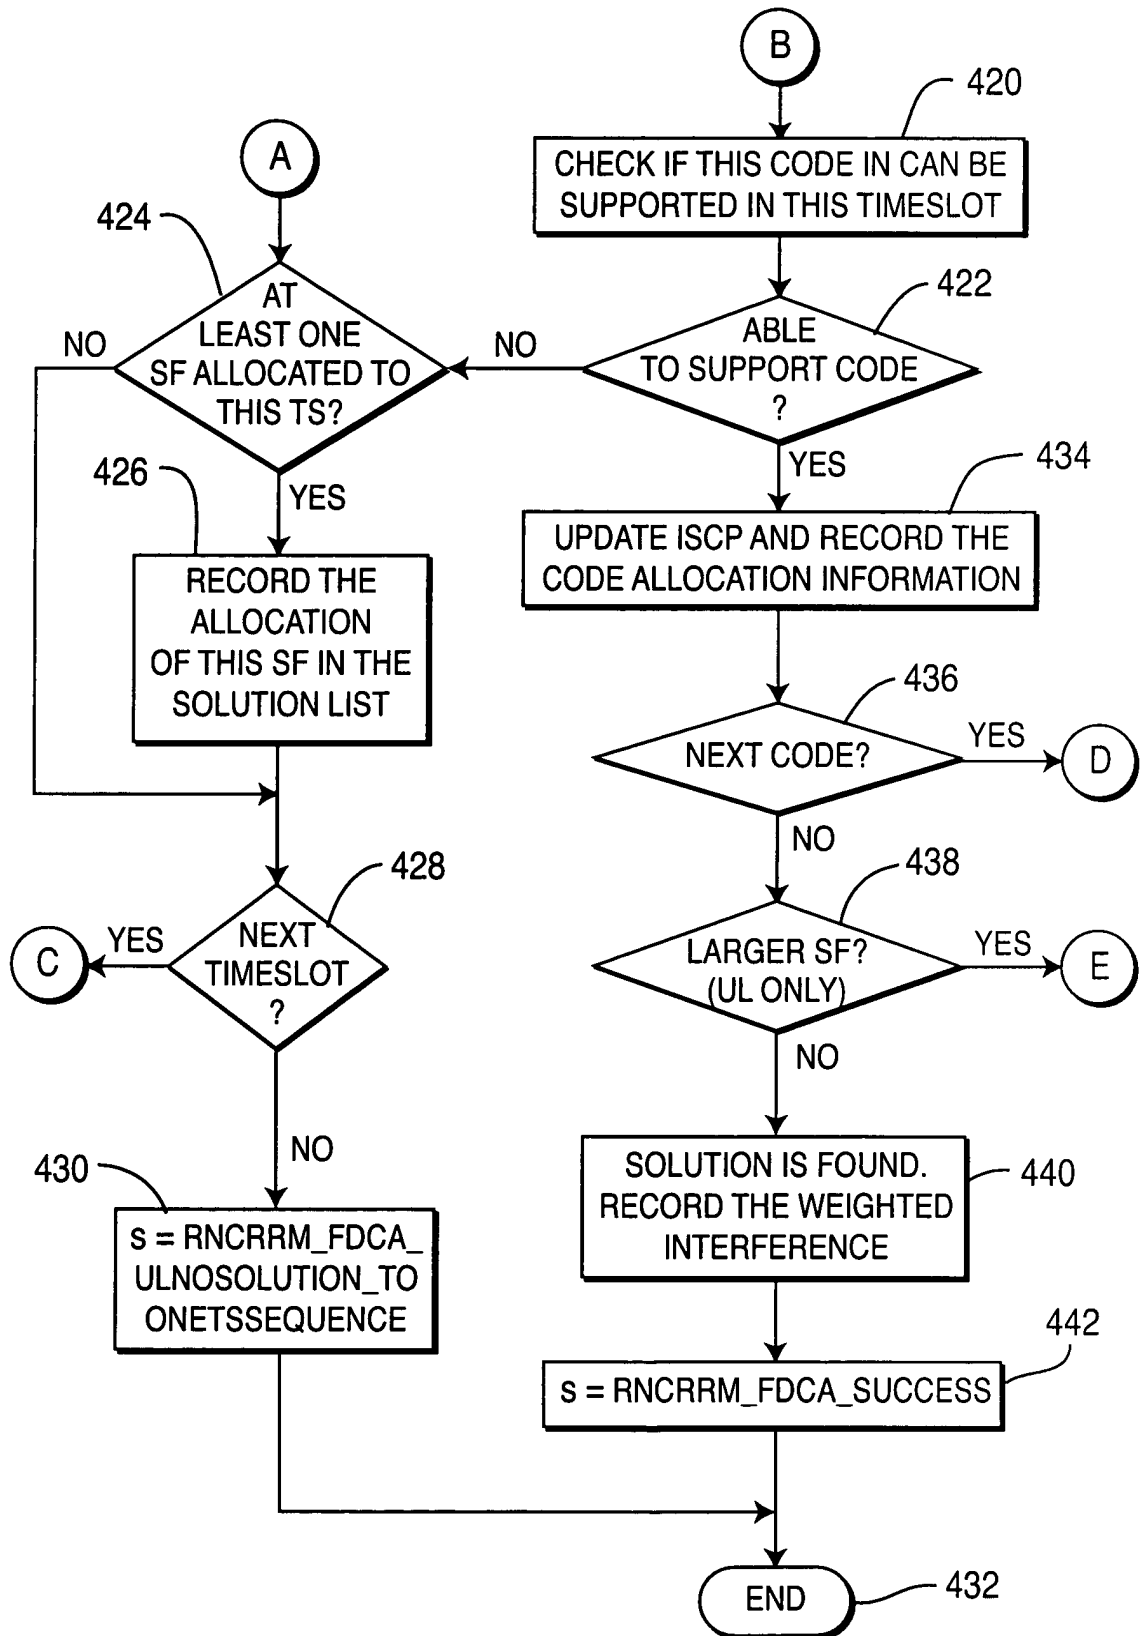 B
420
CHECK IF THIS CODE IN CAN BE
SUPPORTED IN THIS TIMESLOT
A
424
AT
LEAST ONE
SF ALLOCATED TO
THIS TS?
NO
NO
422
ABLE
TO SUPPORT CODE
?
YES
426
YES
434
UPDATE ISCP AND RECORD THE
CODE ALLOCATION INFORMATION
RECORD THE
ALLOCATION
OF THIS SF IN THE
SOLUTION LIST
436
NEXT CODE?
YES
D
NO
428
NEXT
TIMESLOT
?
YES
C
438
LARGER SF?
(UL ONLY)
YES
E
NO
NO
430
s = RNCRRM_FDCA_
ULNOSOLUTION_TO
ONETSSEQUENCE
440
SOLUTION IS FOUND.
RECORD THE WEIGHTED
INTERFERENCE
442
s = RNCRRM_FDCA_SUCCESS
END
432